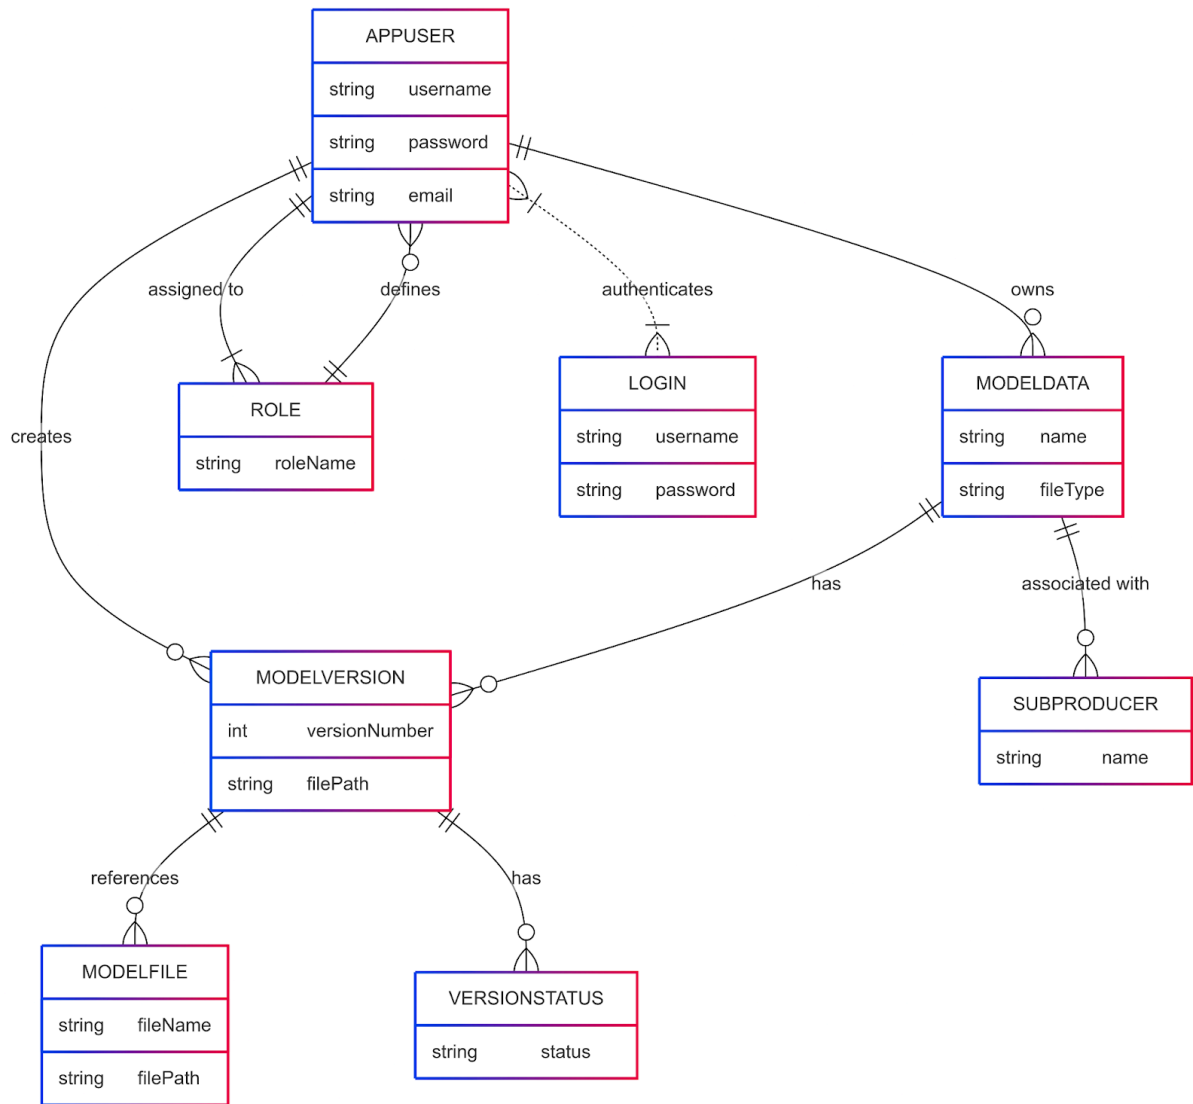 APPUSER
string username
string password
string email
assigned to
defines
authenticates
owns
ROLE
string roleName
LOGIN
string username
string password
MODELDATA
string name
string fileType
creates
has
associated with
MODELVERSION
int versionNumber
string filePath
SUBPRODUCER
string name
references
has
MODELFILE
string fileName
string filePath
VERSIONSTATUS
string status